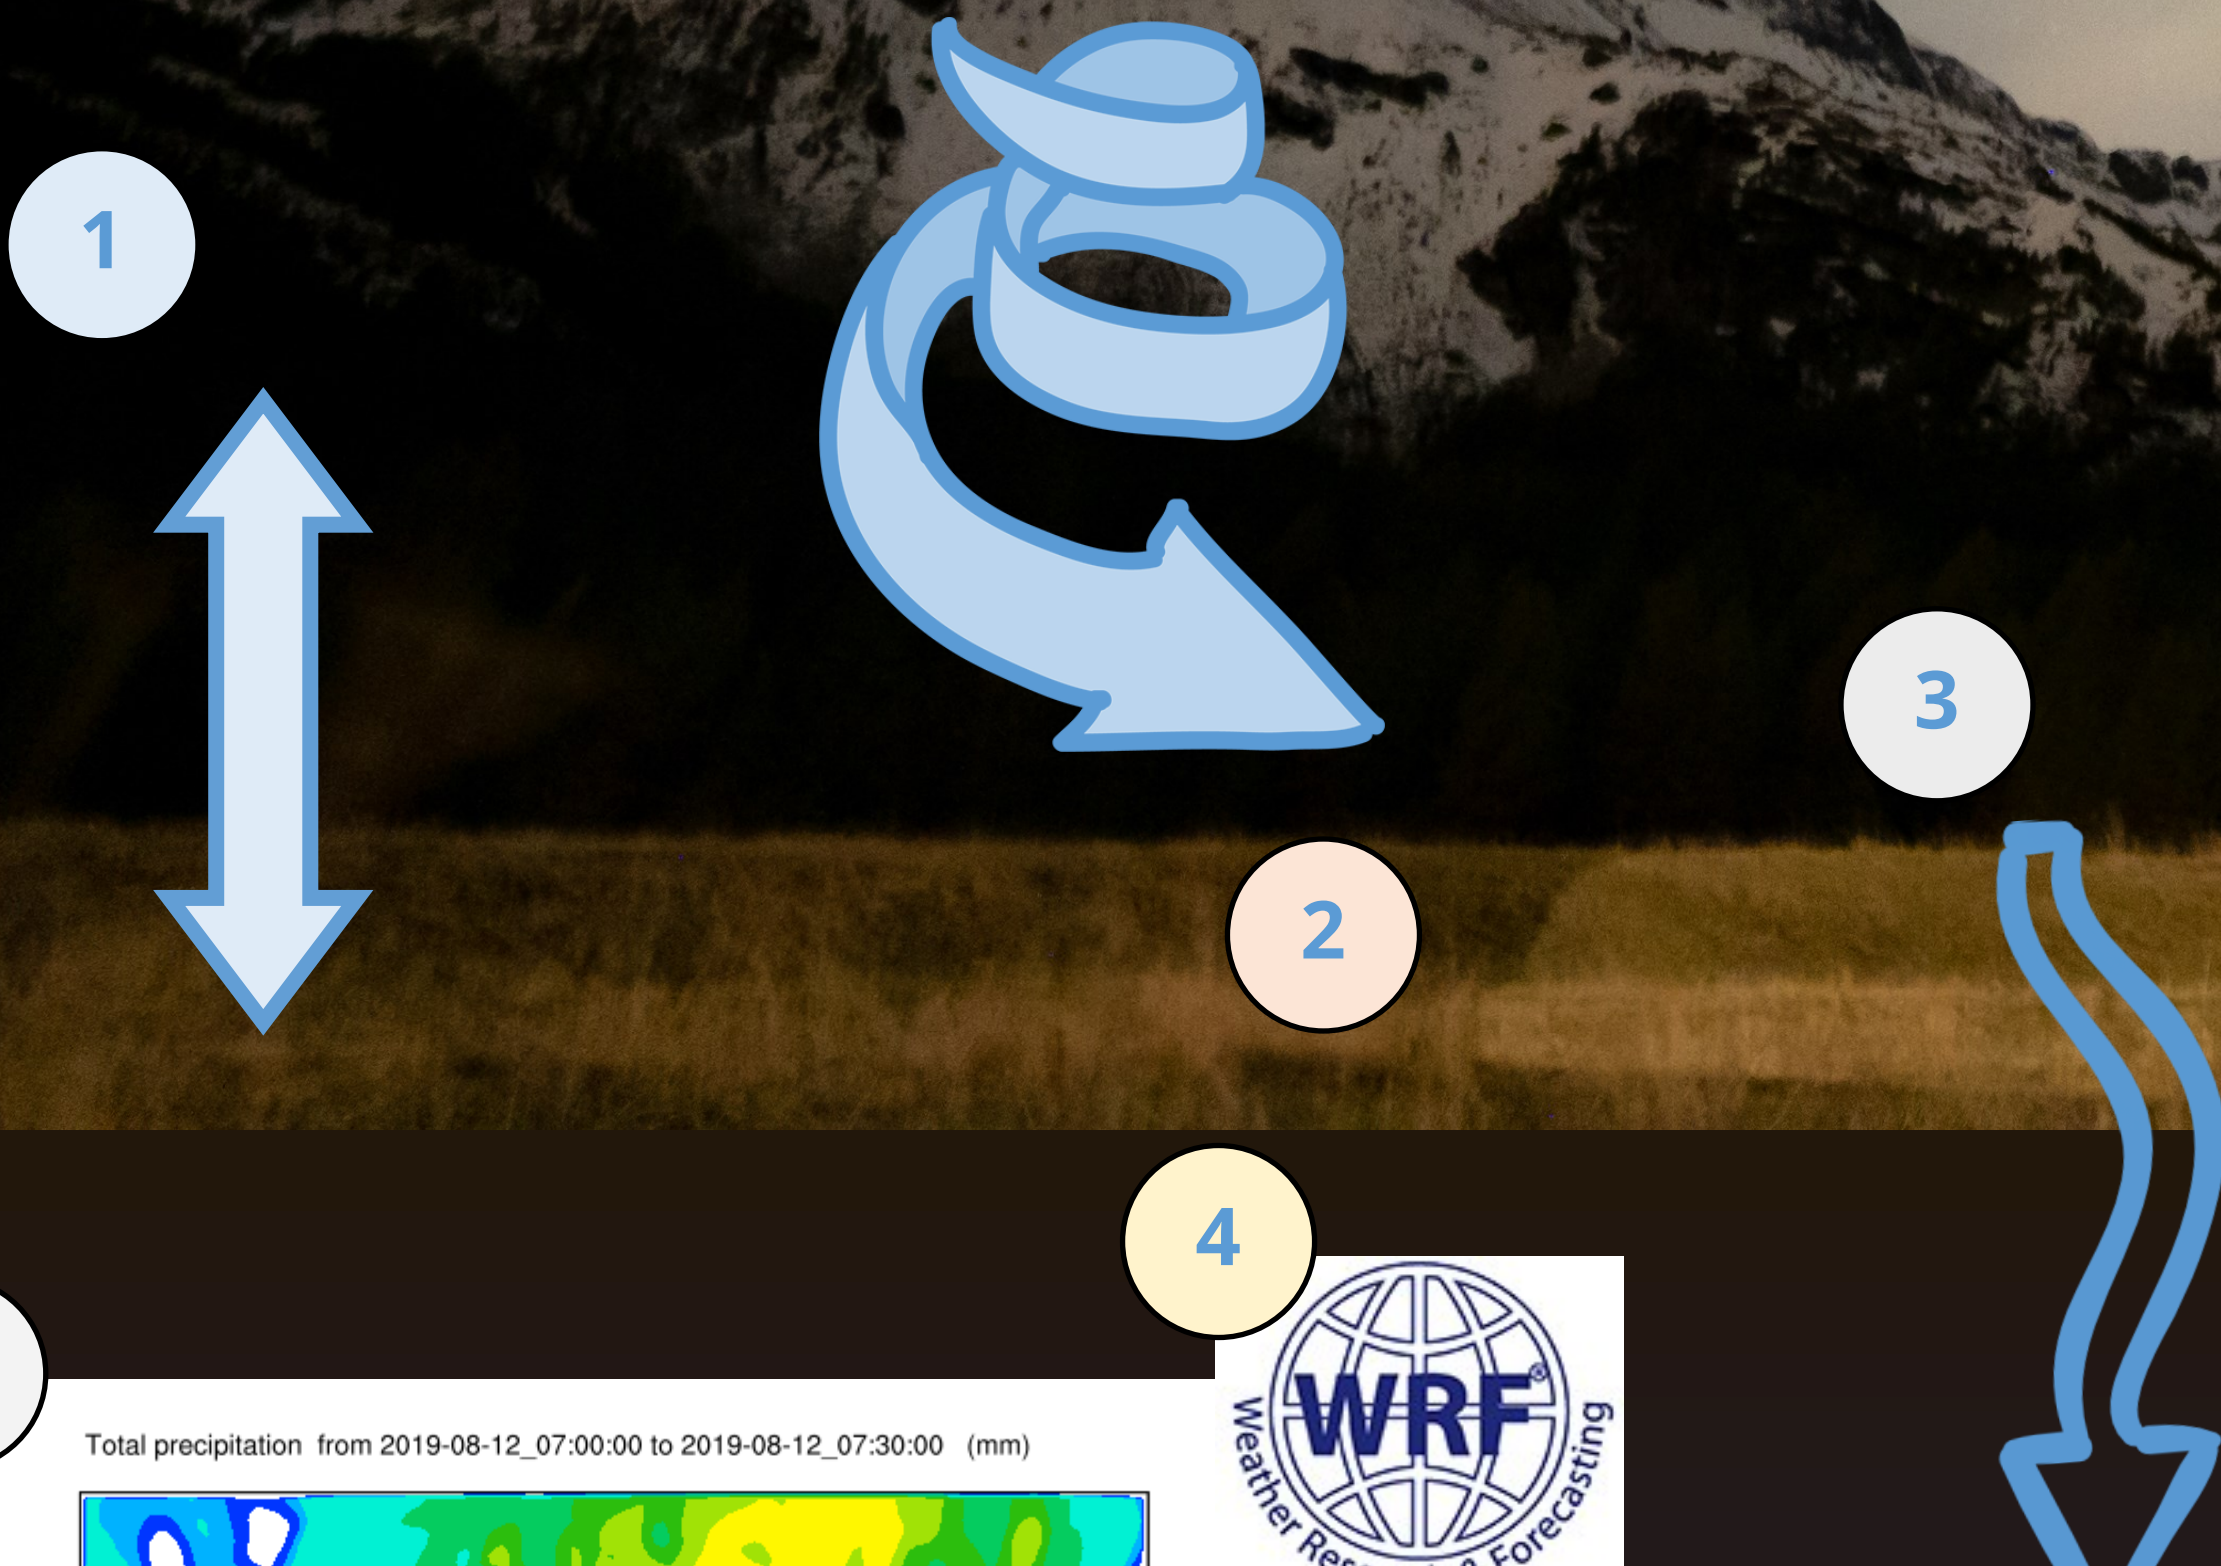 1
3
2
4
Total precipitation from 2019-08-12_07:00:00 to 2019-08-12_07:30:00 (mm)
WRF®
Weather Research & Forecasting